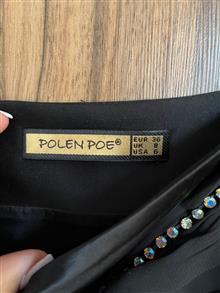 POLEN POE®
EUR 36
UK 8
USA 6